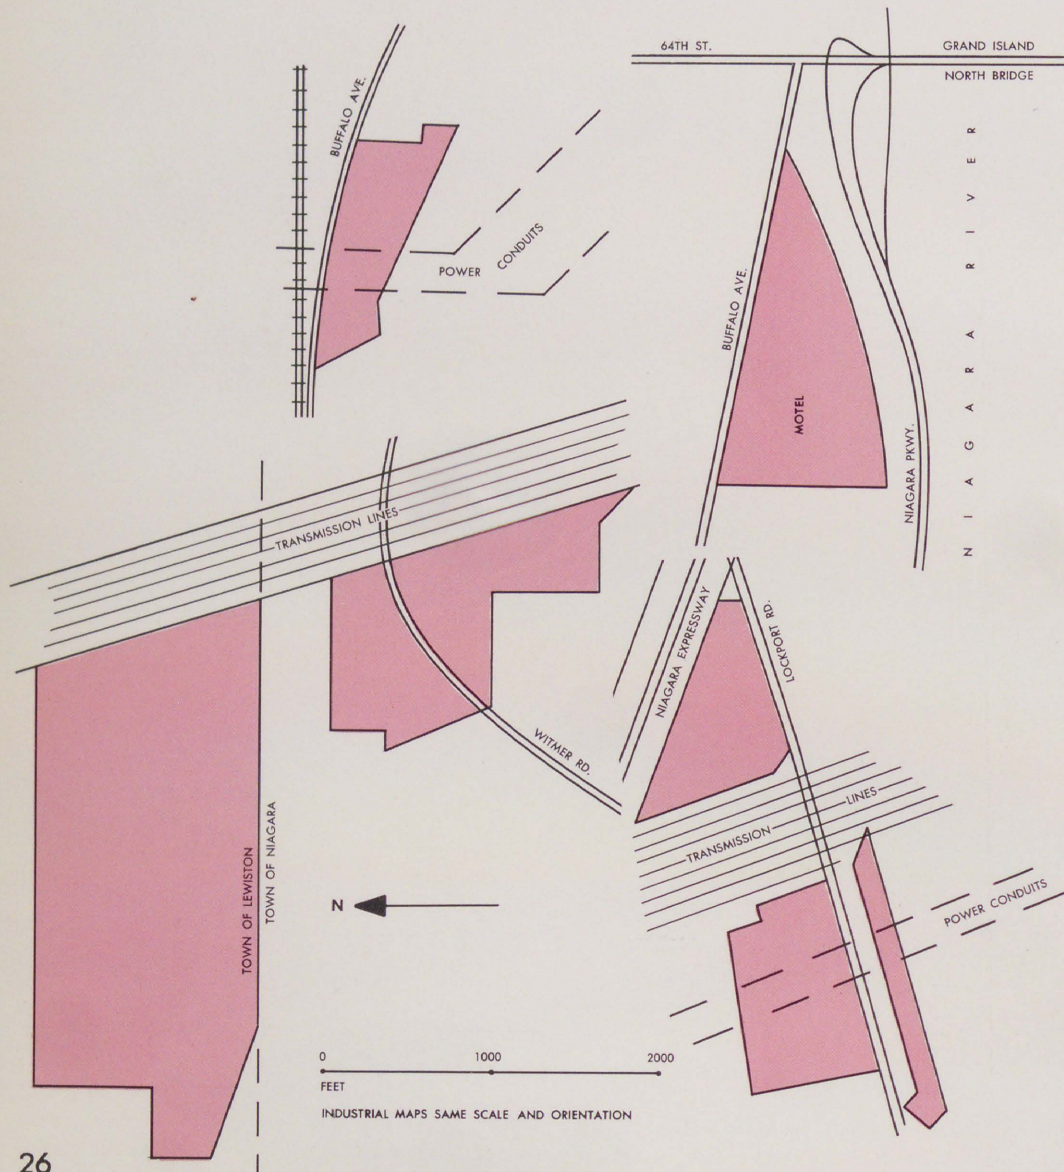 64TH ST.
GRAND ISLAND
NORTH BRIDGE
BUFFALO AVE.
POWER CONDUITS
BUFFALO AVE.
MOTEL
NIAGARA PKWY.
NIAGARA RIVER
TRANSMISSION LINES
WITMER RD.
NIAGARA EXPRESSWAY
LOCKPORT RD.
TRANSMISSION LINES
POWER CONDUITS
TOWN OF LEWISTON
TOWN OF NIAGARA
N
0 1000 2000
FEET
INDUSTRIAL MAPS SAME SCALE AND ORIENTATION
26